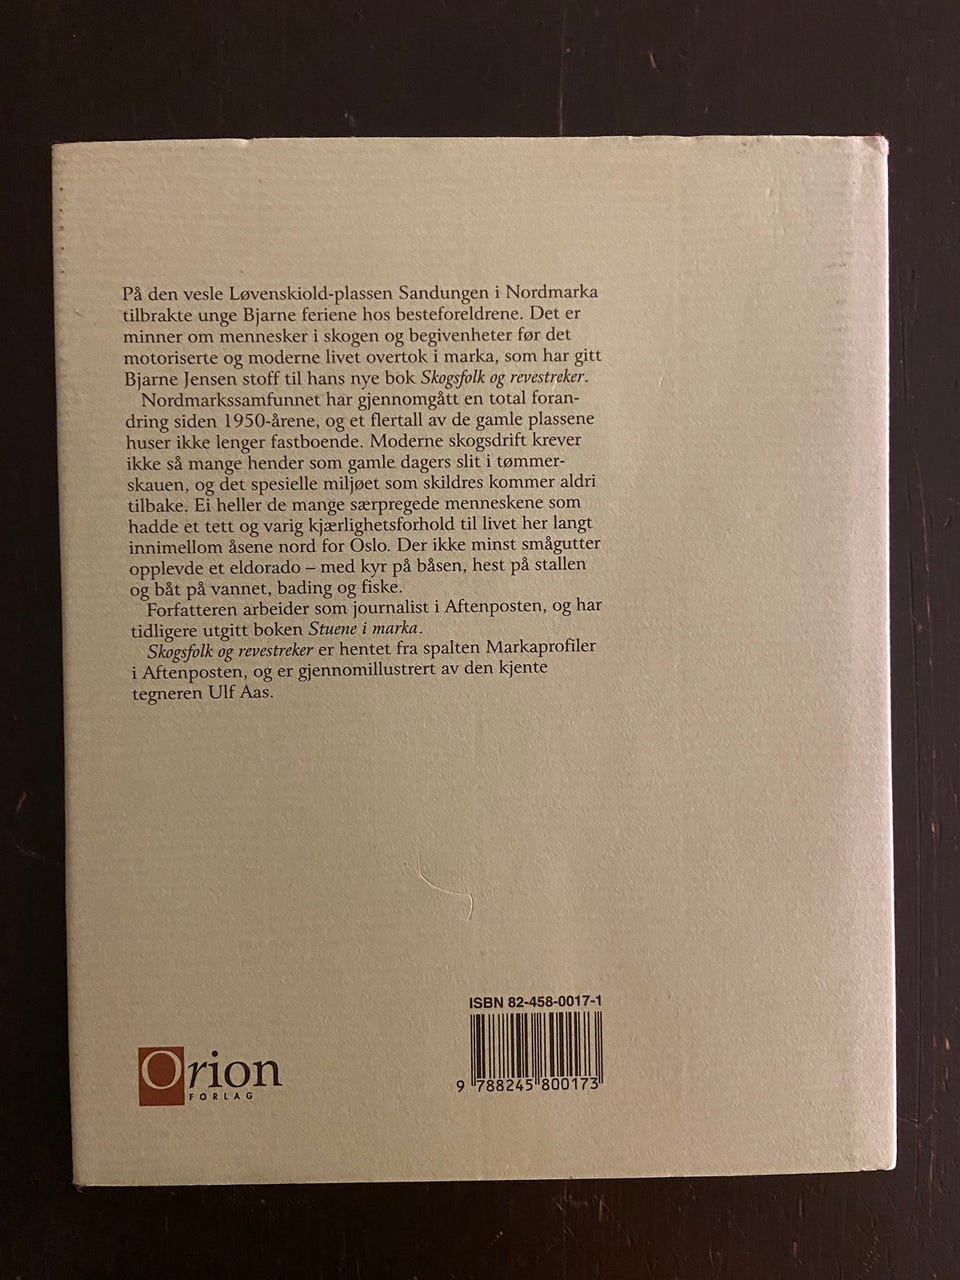 På den vesle Løvenskiold-plassen Sandungen i Nordmarka
tilbrakte unge Bjarne feriene hos besteforeldrene. Det er
minner om mennesker i skogen og begivenheter før det
motoriserte og moderne livet overtok i marka, som har gitt
Bjarne Jensen stoff til hans nye bok Skogsfolk og revestreker.
Nordmarkssamfunnet har gjennomgått en total foran-
dring siden 1950-årene, og et flertall av de gamle plassene
huser ikke lenger fastboende. Moderne skogsdrift krever
ikke så mange hender som gamle dagers slit i tømmer-
skauen, og det spesielle miljøet som skildres kommer aldri
tilbake. Ei heller de mange særpregede menneskene som
hadde et tett og varig kjærlighetsforhold til livet her langt
innimellom åsene nord for Oslo. Der ikke minst smågutter
opplevde et eldorado – med kyr på båsen, hest på stallen
og båt på vannet, bading og fiske.
Forfatteren arbeider som journalist i Aftenposten, og har
tidligere utgitt boken Stuene i marka.
Skogsfolk og revestreker er hentet fra spalten Markaprofiler
i Aftenposten, og er gjennomillustrert av den kjente
tegneren Ulf Aas.
ISBN 82-458-0017-1
9 788245 800173
Orion
FORLAG